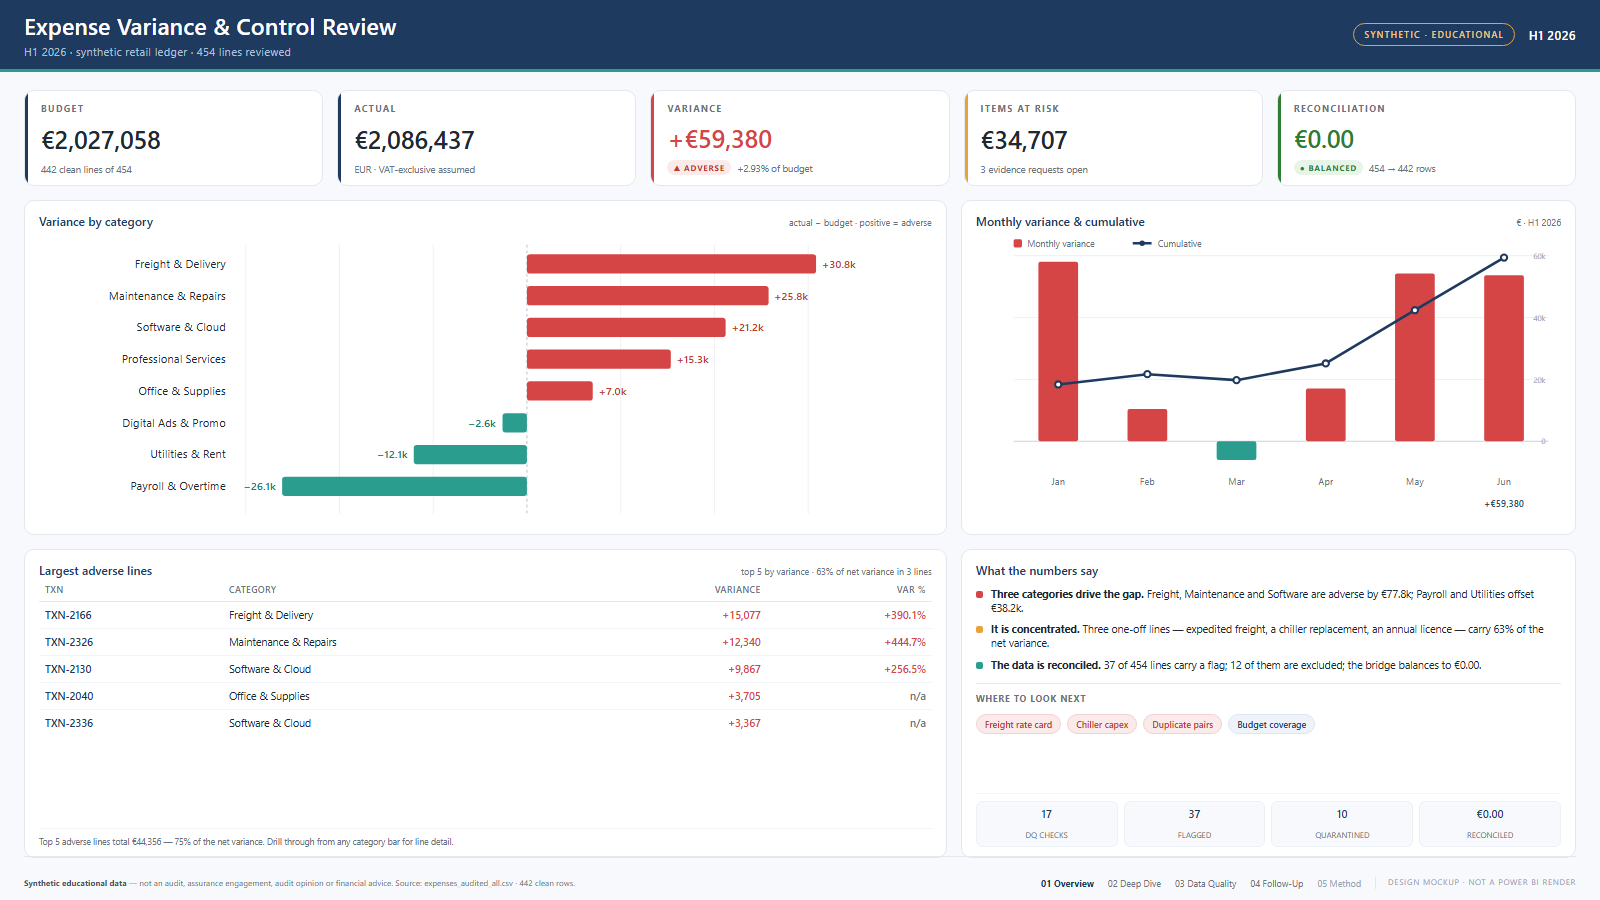 Expense Variance & Control Review
H1 2026 · synthetic retail ledger · 454 lines reviewed
SYNTHETIC · EDUCATIONAL
H1 2026
BUDGET
€2,027,058
442 clean lines of 454
ACTUAL
€2,086,437
EUR · VAT-exclusive assumed
VARIANCE
+€59,380
▲ ADVERSE
+2.93% of budget
ITEMS AT RISK
€34,707
3 evidence requests open
RECONCILIATION
€0.00
● BALANCED
454 → 442 rows
Variance by category
actual − budget · positive = adverse
Freight & Delivery
+30.8k
Maintenance & Repairs
+25.8k
Software & Cloud
+21.2k
Professional Services
+15.3k
Office & Supplies
+7.0k
Digital Ads & Promo
−2.6k
Utilities & Rent
−12.1k
Payroll & Overtime
−26.1k
Monthly variance & cumulative
€ · H1 2026
Monthly variance
Cumulative
60k
40k
20k
0
Jan
Feb
Mar
Apr
May
Jun
+€59,380
Largest adverse lines
top 5 by variance · 63% of net variance in 3 lines
TXN CATEGORY VARIANCE VAR %
TXN-2166 Freight & Delivery +15,077 +390.1%
TXN-2326 Maintenance & Repairs +12,340 +444.7%
TXN-2130 Software & Cloud +9,867 +256.5%
TXN-2040 Office & Supplies +3,705 n/a
TXN-2336 Software & Cloud +3,367 n/a
Top 5 adverse lines total €44,356 — 75% of the net variance. Drill through from any category bar for line detail.
What the numbers say
Three categories drive the gap. Freight, Maintenance and Software are adverse by €77.8k; Payroll and Utilities offset
€38.2k.
It is concentrated. Three one-off lines — expedited freight, a chiller replacement, an annual licence — carry 63% of the
net variance.
The data is reconciled. 37 of 454 lines carry a flag; 12 of them are excluded; the bridge balances to €0.00.
WHERE TO LOOK NEXT
Freight rate card
Chiller capex
Duplicate pairs
Budget coverage
17
DQ CHECKS
37
FLAGGED
10
QUARANTINED
€0.00
RECONCILED
Synthetic educational data — not an audit, assurance engagement, audit opinion or financial advice. Source: expenses_audited_all.csv · 442 clean rows.
01 Overview
02 Deep Dive
03 Data Quality
04 Follow-Up
05 Method
DESIGN MOCKUP · NOT A POWER BI RENDER